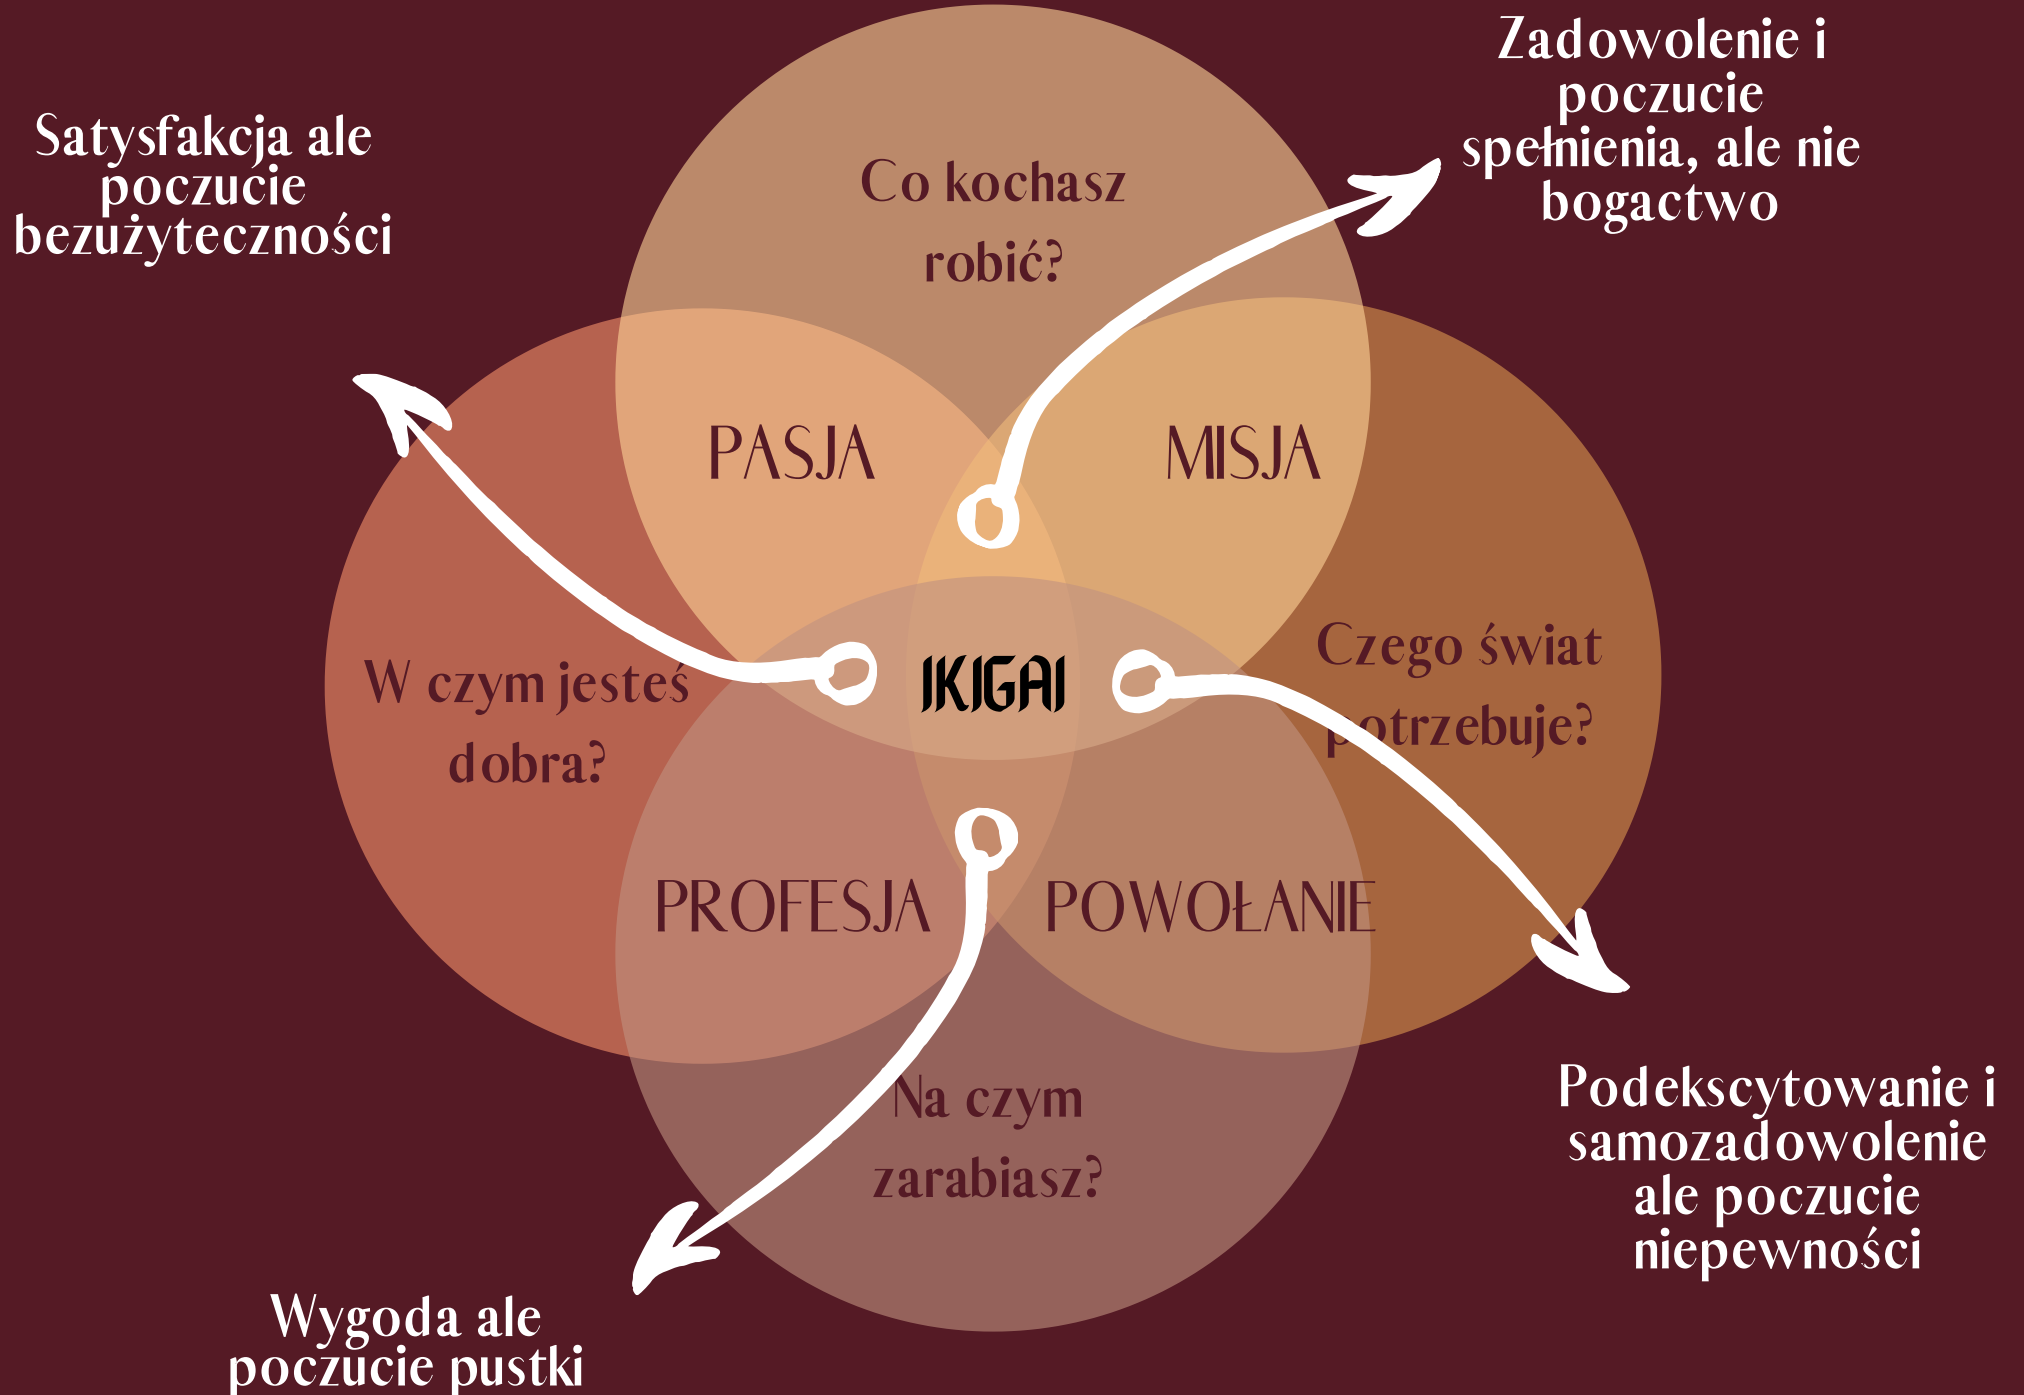 Zadowolenie i
poczucie
spełnienia, ale nie
bogactwo
Satysfakcja ale
poczucie
bezużyteczności
Co kochasz
robić?
PASJA
MISJA
W czym jesteś
dobra?
IKIGAI
Czego świat
potrzebuje?
PROFESJA
POWOŁANIE
Na czym
zarabiasz?
Podekscytowanie i
samozadowolenie
ale poczucie
niepewności
Wygoda ale
poczucie pustki